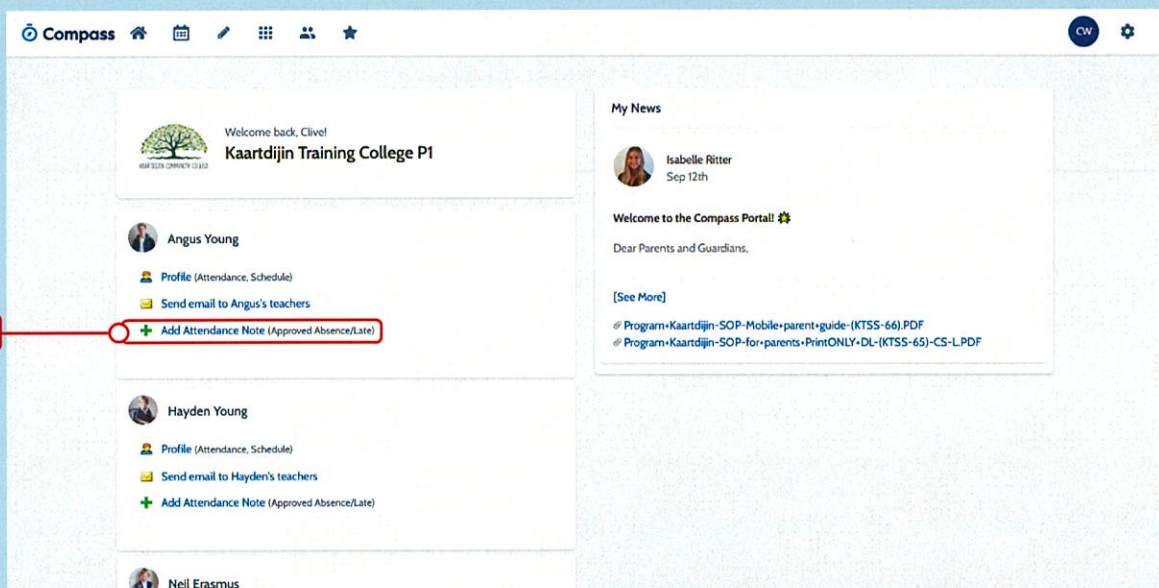 Compass
CW
Welcome back, Clive!
Kaartdijin Training College P1
KAARTDIJIN COMMUNITY COLLEGE
Angus Young
Profile (Attendance, Schedule)
Send email to Angus's teachers
Add Attendance Note (Approved Absence/Late)
Hayden Young
Profile (Attendance, Schedule)
Send email to Hayden's teachers
Add Attendance Note (Approved Absence/Late)
Neil Erasmus
My News
Isabelle Ritter
Sep 12th
Welcome to the Compass Portal!
Dear Parents and Guardians,
[See More]
Program+Kaartdijin-SOP-Mobile+parent+guide-(KTSS-66).PDF
Program+Kaartdijin-SOP-for+parents+PrintONLY+DL-(KTSS-65)-CS-L.PDF